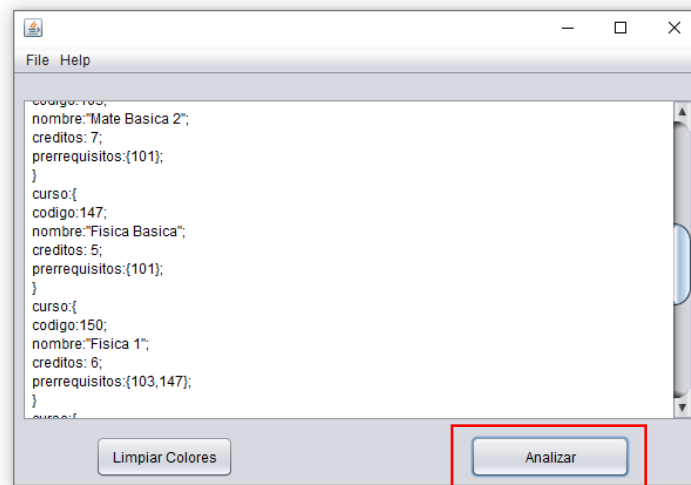 File Help
nombre:"Mate Basica 2";
creditos: 7;
prerrequisitos:{101};
}
curso:{
codigo:147;
nombre:"Fisica Basica";
creditos: 5;
prerrequisitos:{101};
}
curso:{
codigo:150;
nombre:"Fisica 1";
creditos: 6;
prerrequisitos:{103,147};
}
curso:{
Limpiar Colores Analizar